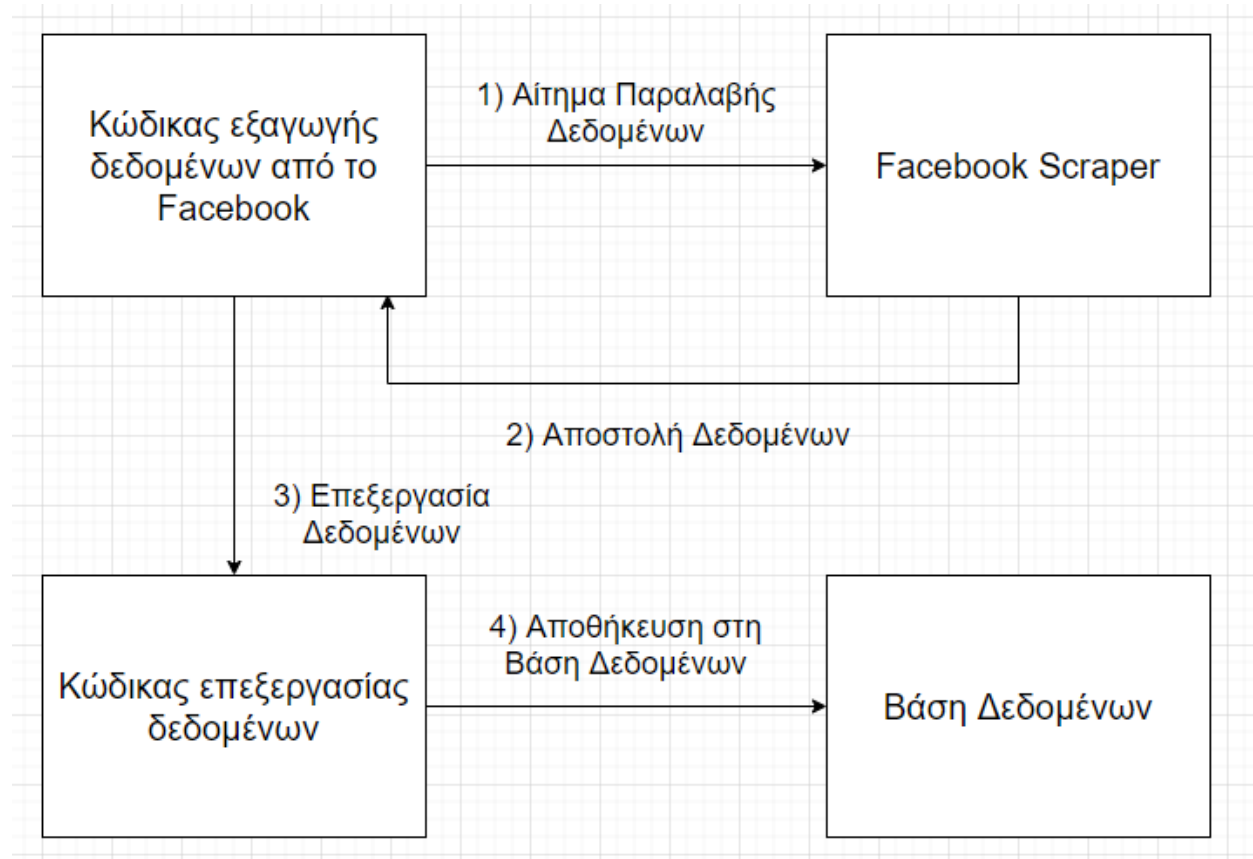 Κώδικας εξαγωγής
δεδομένων από το
Facebook
1) Αίτημα Παραλαβής
Δεδομένων
Facebook Scraper
2) Αποστολή Δεδομένων
3) Επεξεργασία
Δεδομένων
Κώδικας επεξεργασίας
δεδομένων
4) Αποθήκευση στη
Βάση Δεδομένων
Βάση Δεδομένων